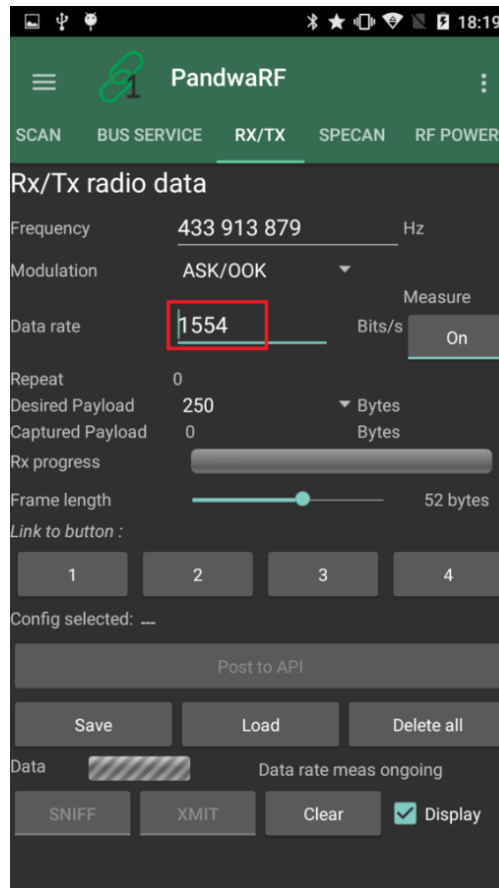 18:19
1 PandwaRF
SCAN BUS SERVICE RX/TX SPECAN RF POWER
Rx/Tx radio data
Frequency 433 913 879 Hz
Modulation ASK/OOK
Measure
Data rate 1554 Bits/s On
Repeat 0
Desired Payload 250 Bytes
Captured Payload 0 Bytes
Rx progress
Frame length 52 bytes
Link to button :
1 2 3 4
Config selected: ---
Post to API
Save Load Delete all
Data Data rate meas ongoing
SNIFF XMIT Clear Display